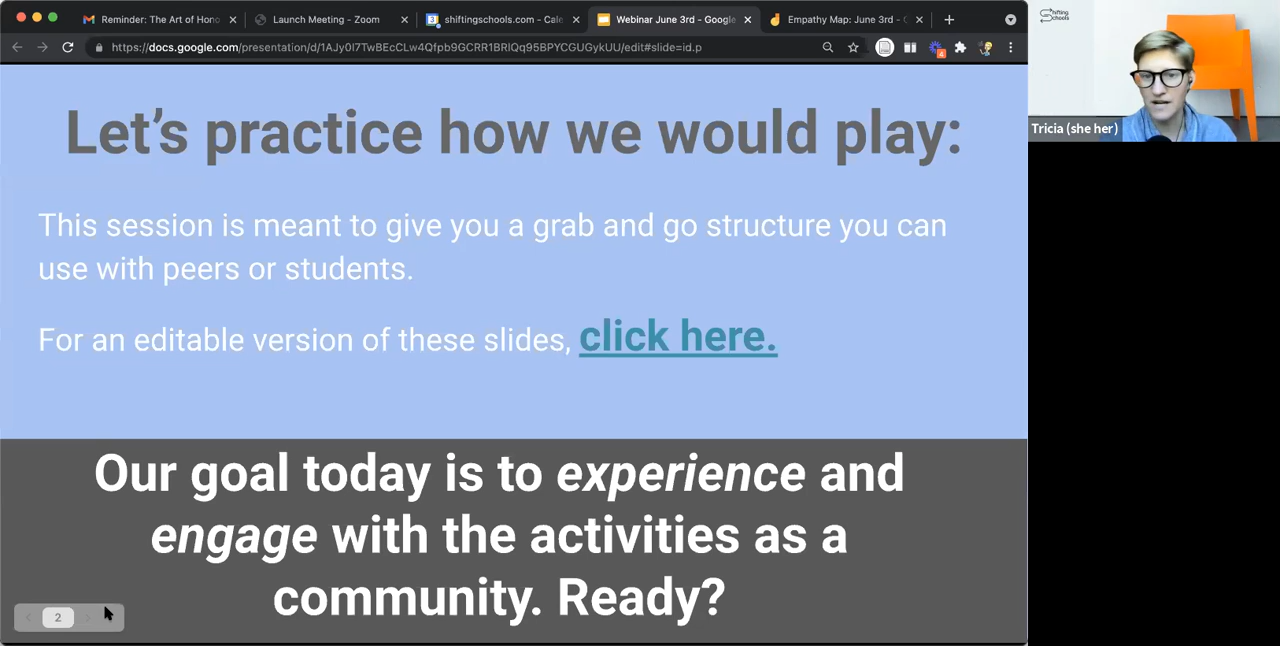 Reminder: The Art of Hono
Launch Meeting - Zoom
shiftingschools.com - Cale
Webinar June 3rd - Google
Empathy Map: June 3rd -
https://docs.google.com/presentation/d/1AJy0I7TwBEcCLw4Qfpb9GCRR1BRlQq95BPYCGUGykUU/edit#slide=id.p
4
shifting
schools
Let's practice how we would play:
This session is meant to give you a grab and go structure you can
use with peers or students.
For an editable version of these slides, click here.
Our goal today is to experience and
engage with the activities as a
community. Ready?
2
Tricia (she her)